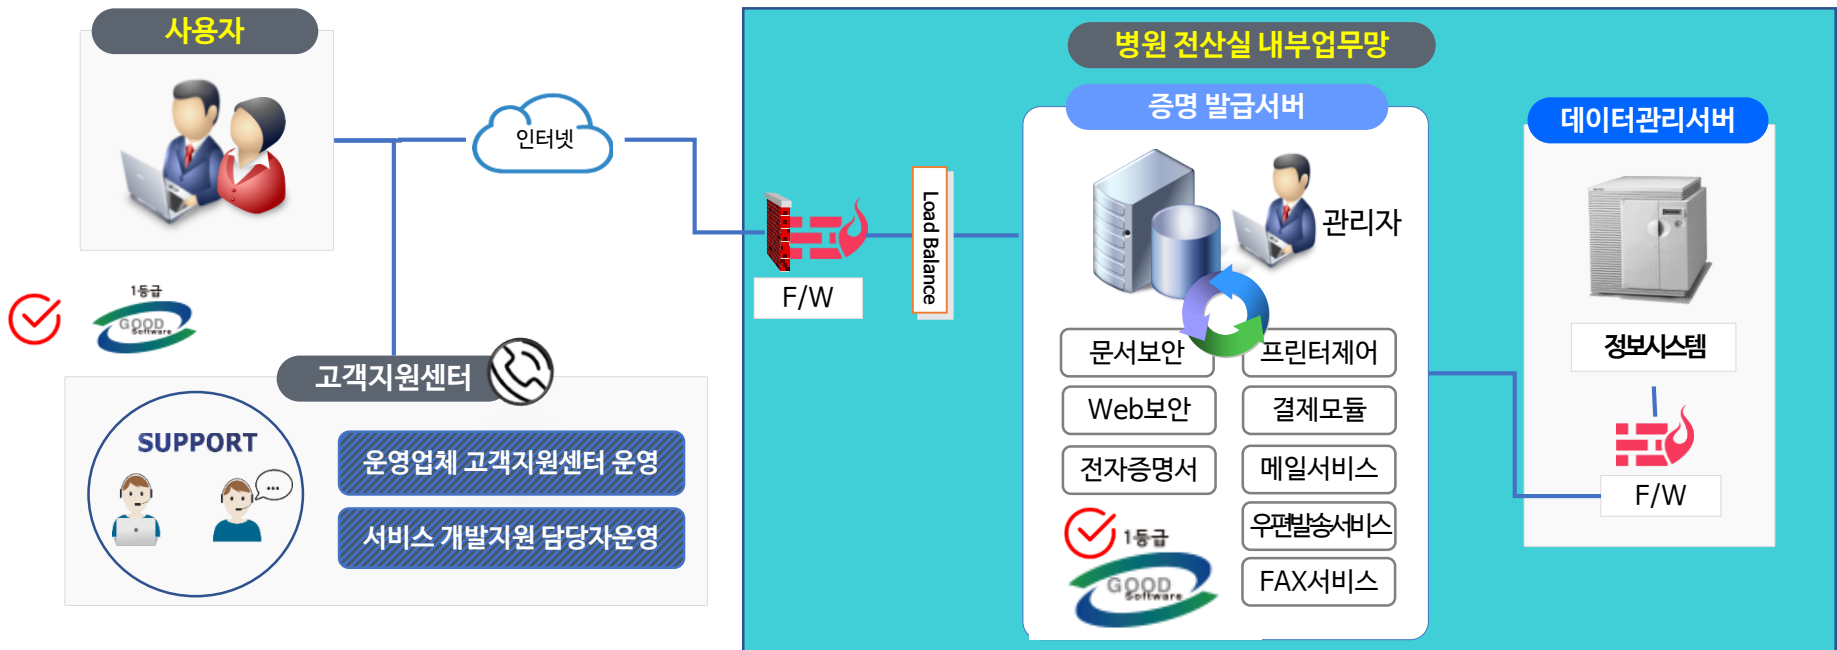 사용자
인터넷
1등급
GOOD
Software
고객지원센터
SUPPORT
...
운영업체 고객지원센터 운영
서비스 개발지원 담당자운영
병원 전산실 내부업무망
F/W
Load Balance
증명 발급서버
관리자
문서보안
프린터제어
Web보안
결제모듈
전자증명서
메일서비스
우편발송서비스
FAX서비스
1등급
GOOD
Software
데이터관리서버
정보시스템
F/W